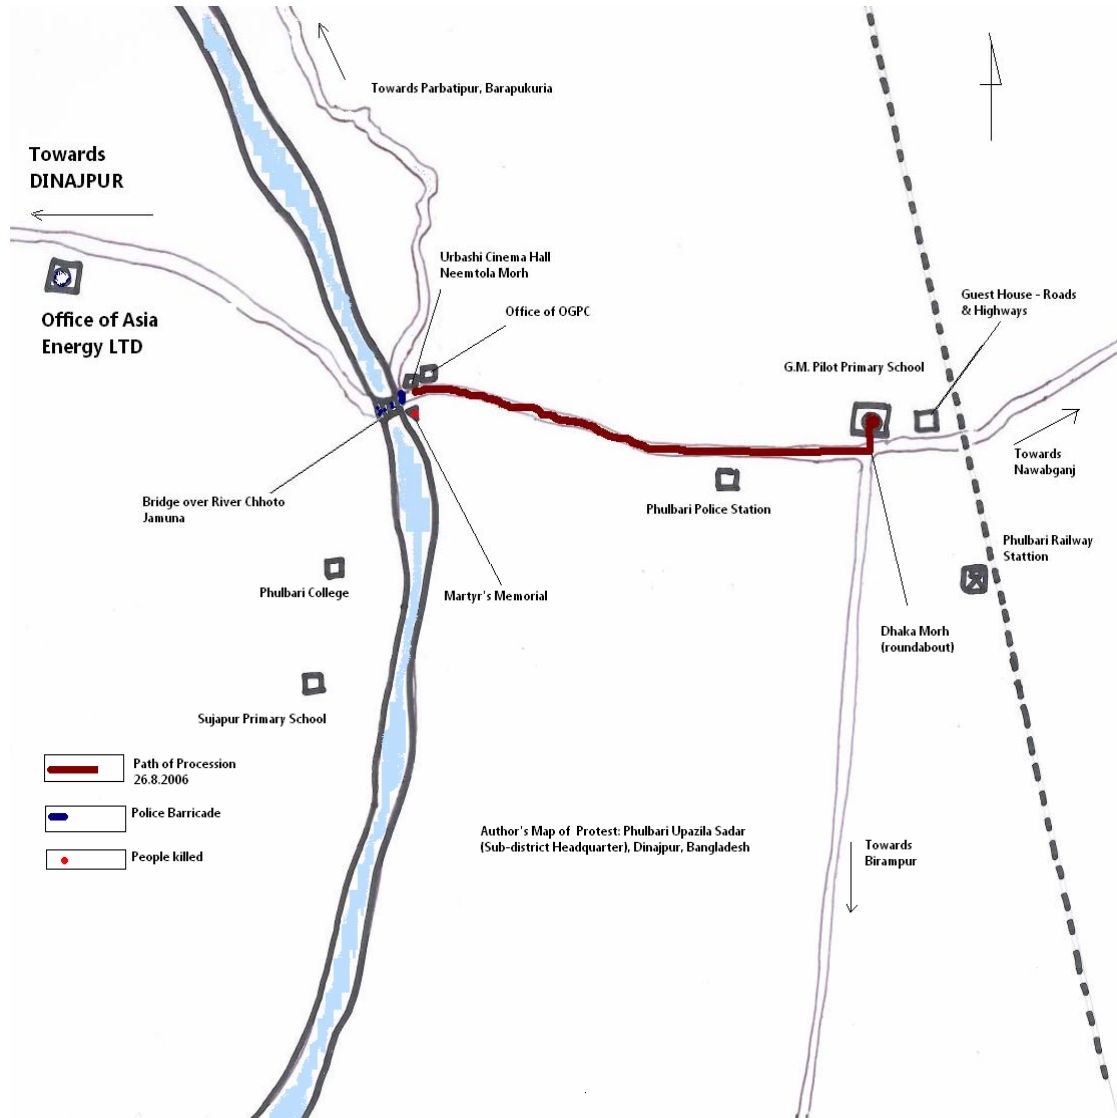 Towards Parbatipur, Barapukuria
Towards
DINAJPUR
Urbashi Cinema Hall
Neemtola Morh
Office of OGPC
Guest House - Roads
& Highways
Office of Asia
Energy LTD
G.M. Pilot Primary School
Towards
Nawabganj
Bridge over River Chhoto
Jamuna
Phulbari Police Station
Phulbari Railway
Stattion
Phulbari College
Martyr's Memorial
Dhaka Morh
(roundabout)
Sujapur Primary School
Path of Procession
26.8.2006
Police Barricade
People killed
Author's Map of Protest: Phulbari Upazila Sadar
(Sub-district Headquarter), Dinajpur, Bangladesh
Towards
Birampur